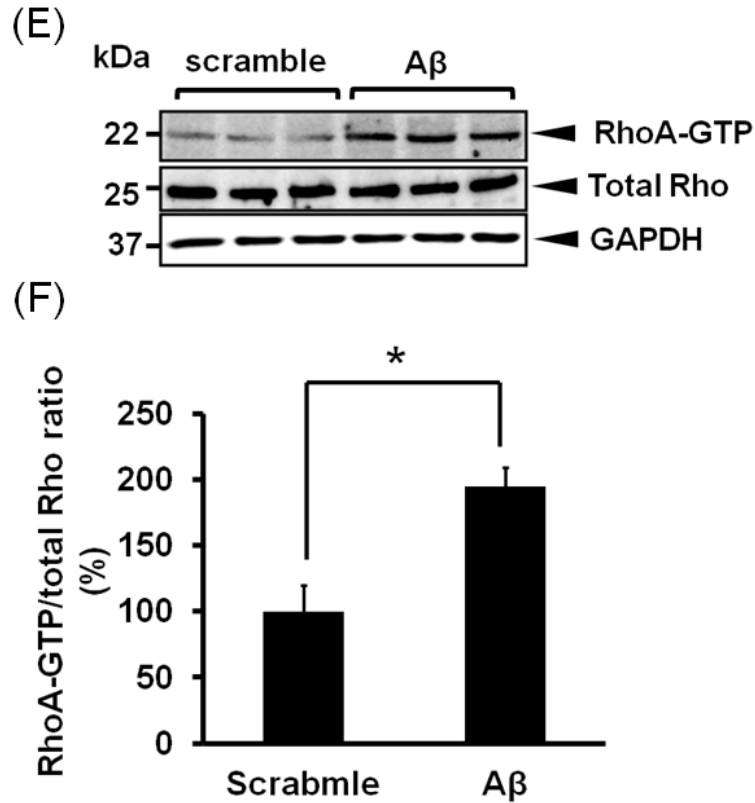 (E)
kDa scramble Aβ
22 RhoA-GTP
25 Total Rho
37 GAPDH
(F)
*
RhoA-GTP/total Rho ratio
(%)
250
200
150
100
50
0
Scrabmle Aβ